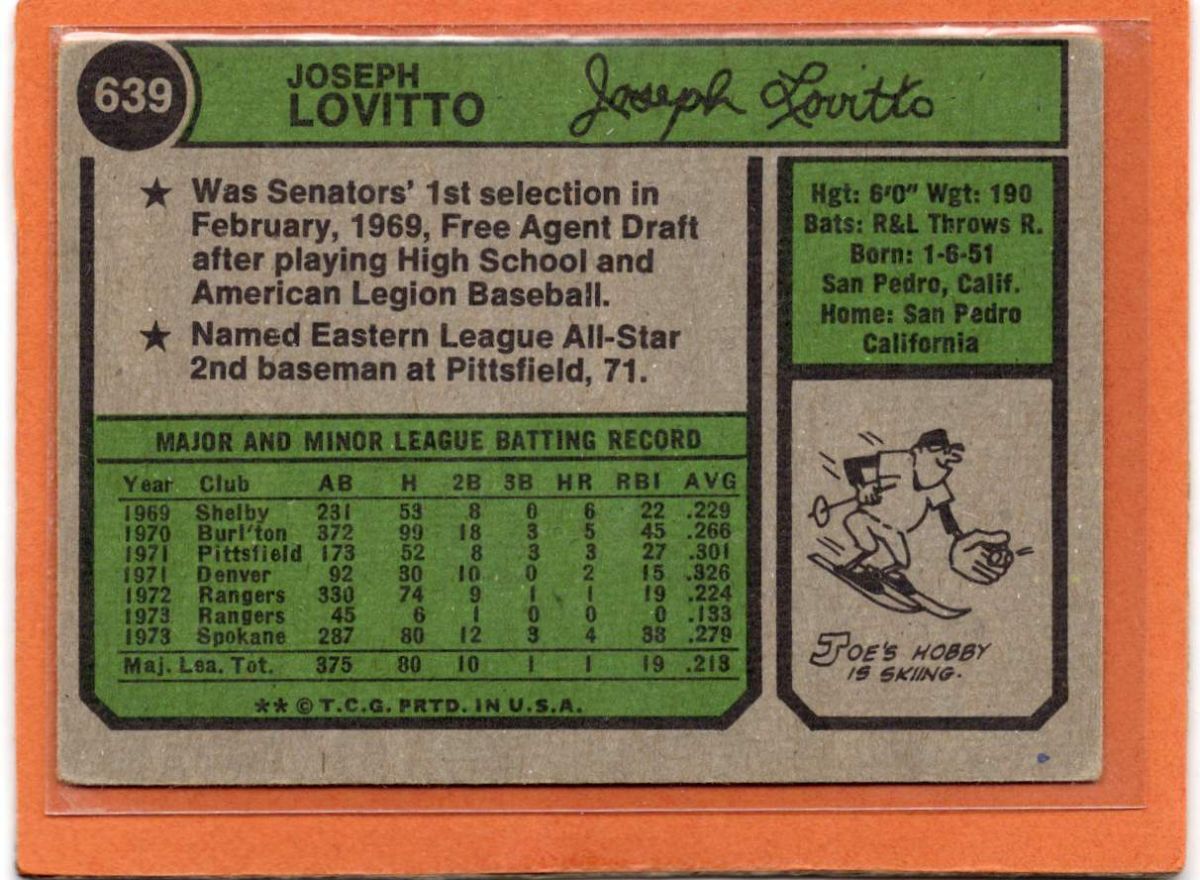 639
JOSEPH
LOVITTO
Joseph Lovitto
★ Was Senators' 1st selection in
February, 1969, Free Agent Draft
after playing High School and
American Legion Baseball.
★ Named Eastern League All-Star
2nd baseman at Pittsfield, 71.
Hgt: 6'0" Wgt: 190
Bats: R&L Throws R.
Born: 1-6-51
San Pedro, Calif.
Home: San Pedro
California
MAJOR AND MINOR LEAGUE BATTING RECORD
Year Club AB H 2B 3B HR RBI AVG
1969 Shelby 231 53 8 0 6 22 .229
1970 Burl'ton 372 99 18 3 5 45 .266
1971 Pittsfield 173 52 8 3 3 27 .301
1971 Denver 92 30 10 0 2 15 .326
1972 Rangers 330 74 9 1 1 19 .224
1973 Rangers 45 6 1 0 0 0 .133
1973 Spokane 287 80 12 3 4 38 .279
Maj. Lea. Tot. 375 80 10 1 1 19 .213
** © T.C.G. PRTD. IN U.S.A.
JOE'S HOBBY
IS SKIING.